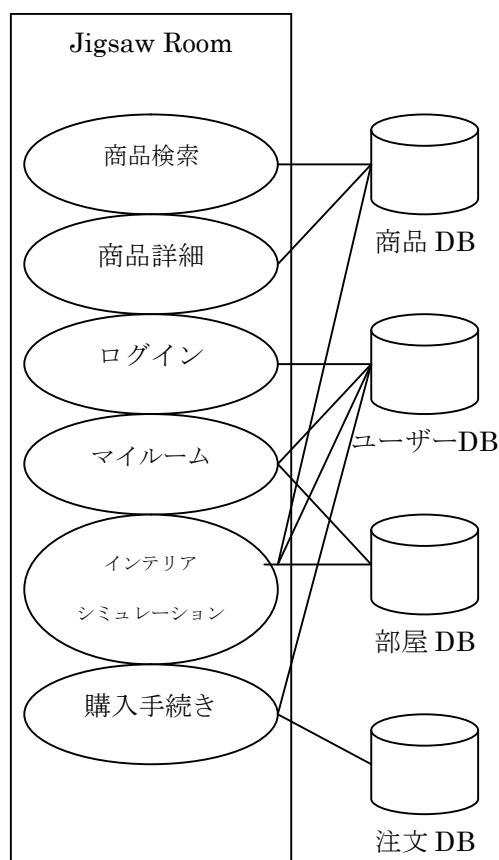 Jigsaw Room
商品検索
商品詳細
ログイン
マイルーム
インテリア
シミュレーション
購入手続き
商品 DB
ユーザーDB
部屋 DB
注文 DB